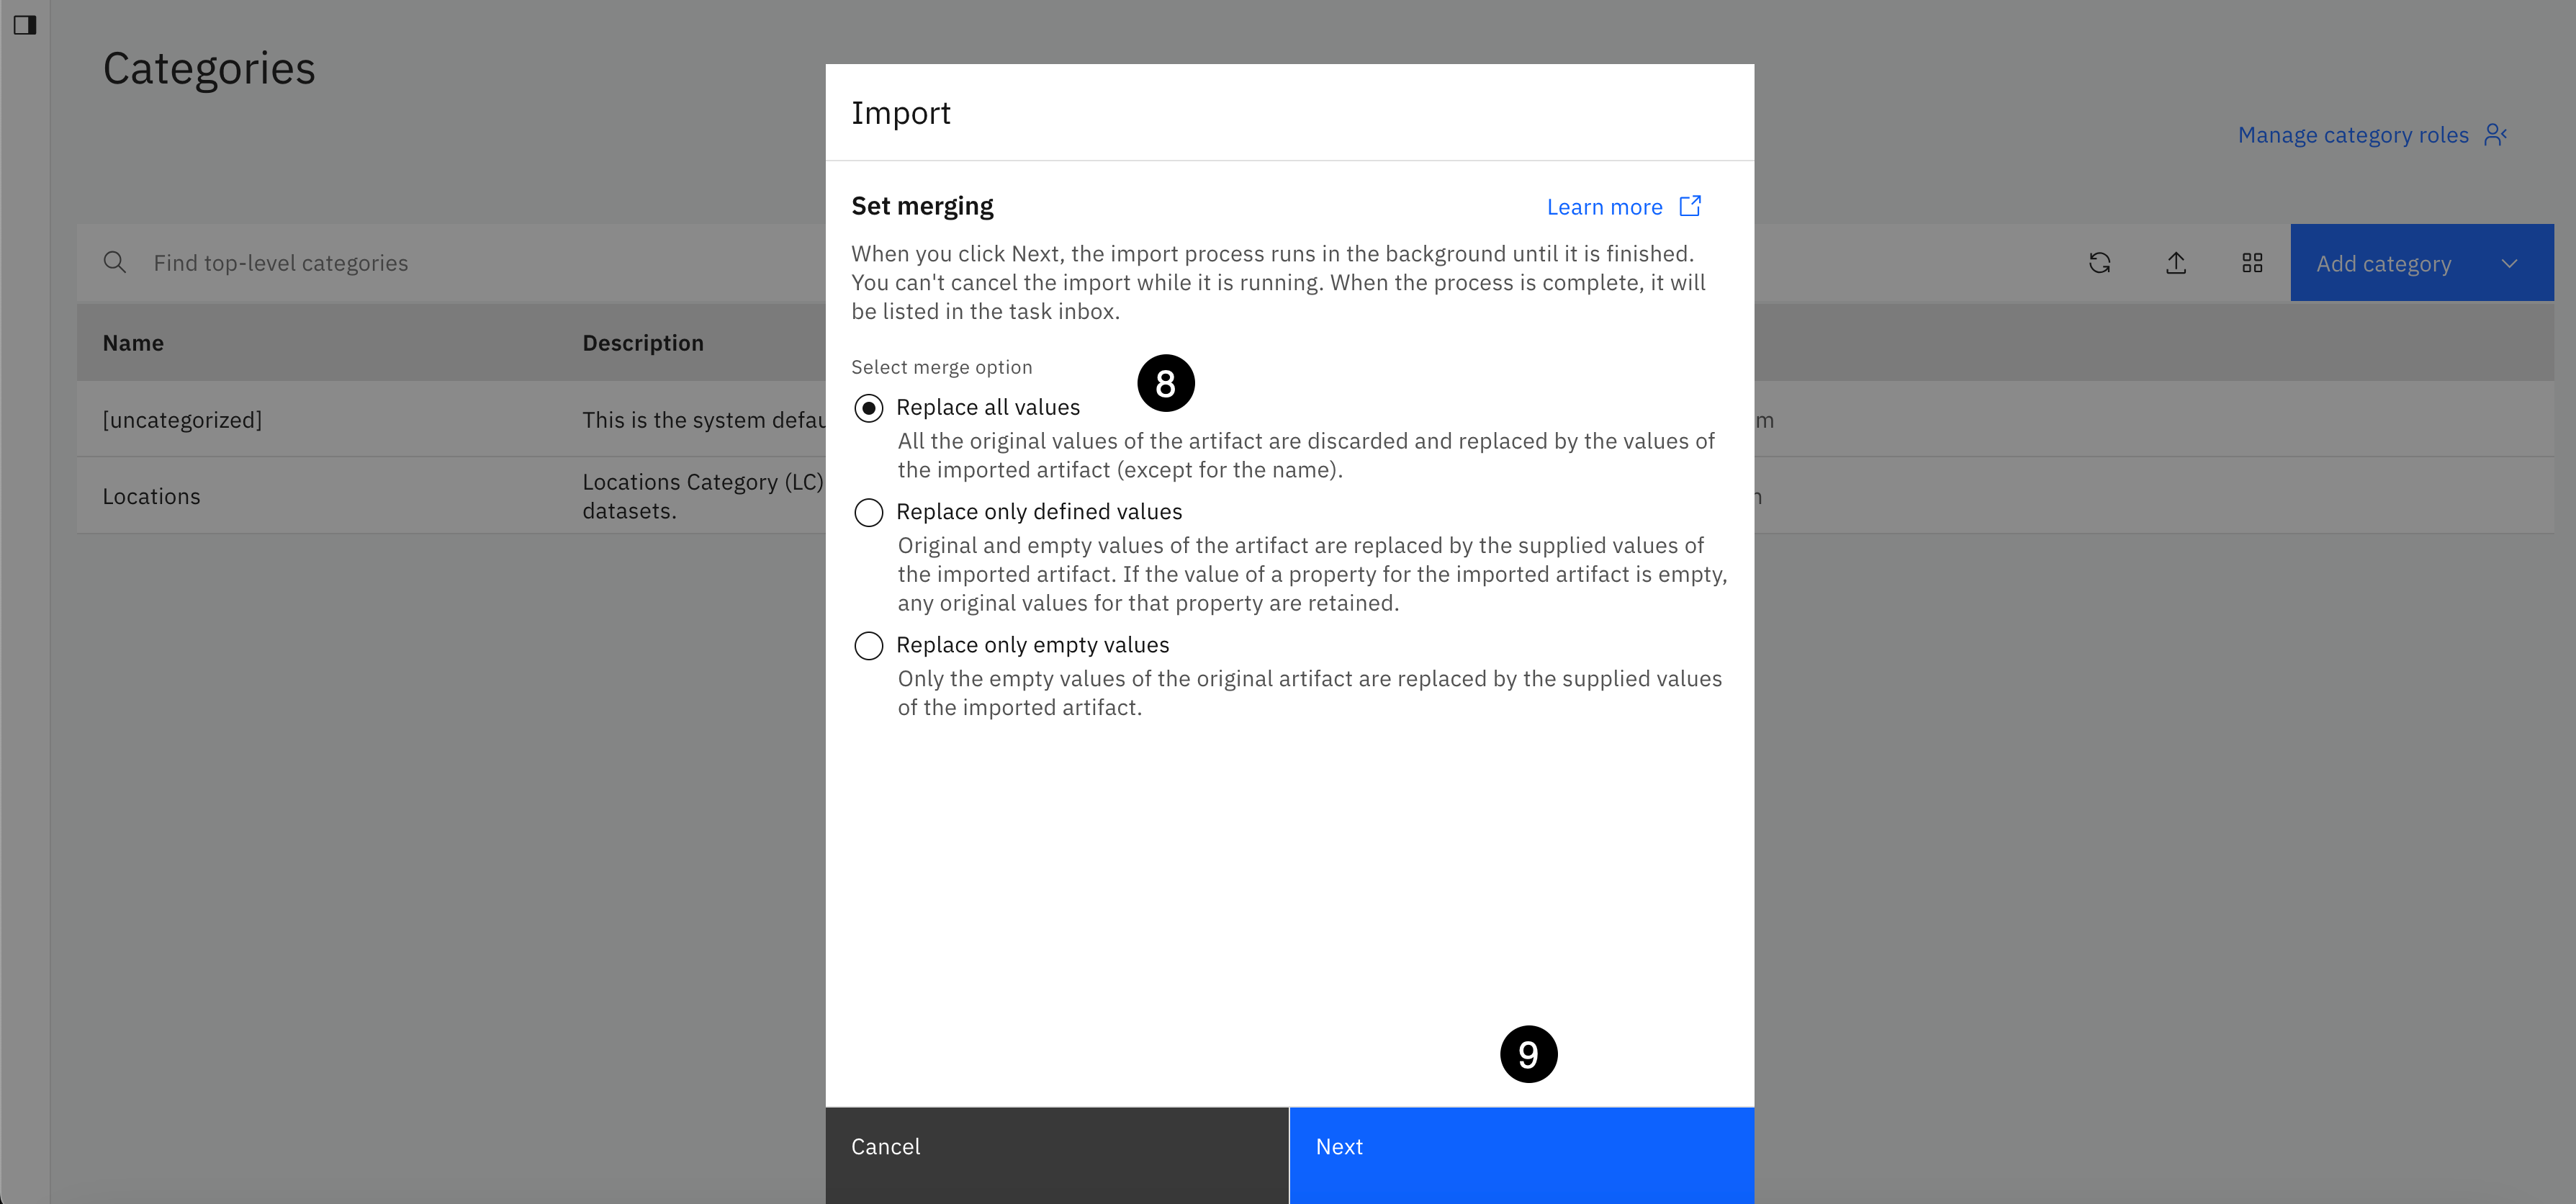 Categories
Manage category roles
Find top-level categories
Add category
Name
Description
[uncategorized]
This is the system defau
m
Locations
Locations Category (LC)
datasets.
Import
Set merging
Learn more
When you click Next, the import process runs in the background until it is finished.
You can't cancel the import while it is running. When the process is complete, it will
be listed in the task inbox.
Select merge option
8
Replace all values
All the original values of the artifact are discarded and replaced by the values of
the imported artifact (except for the name).
Replace only defined values
Original and empty values of the artifact are replaced by the supplied values of
the imported artifact. If the value of a property for the imported artifact is empty,
any original values for that property are retained.
Replace only empty values
Only the empty values of the original artifact are replaced by the supplied values
of the imported artifact.
9
Cancel
Next